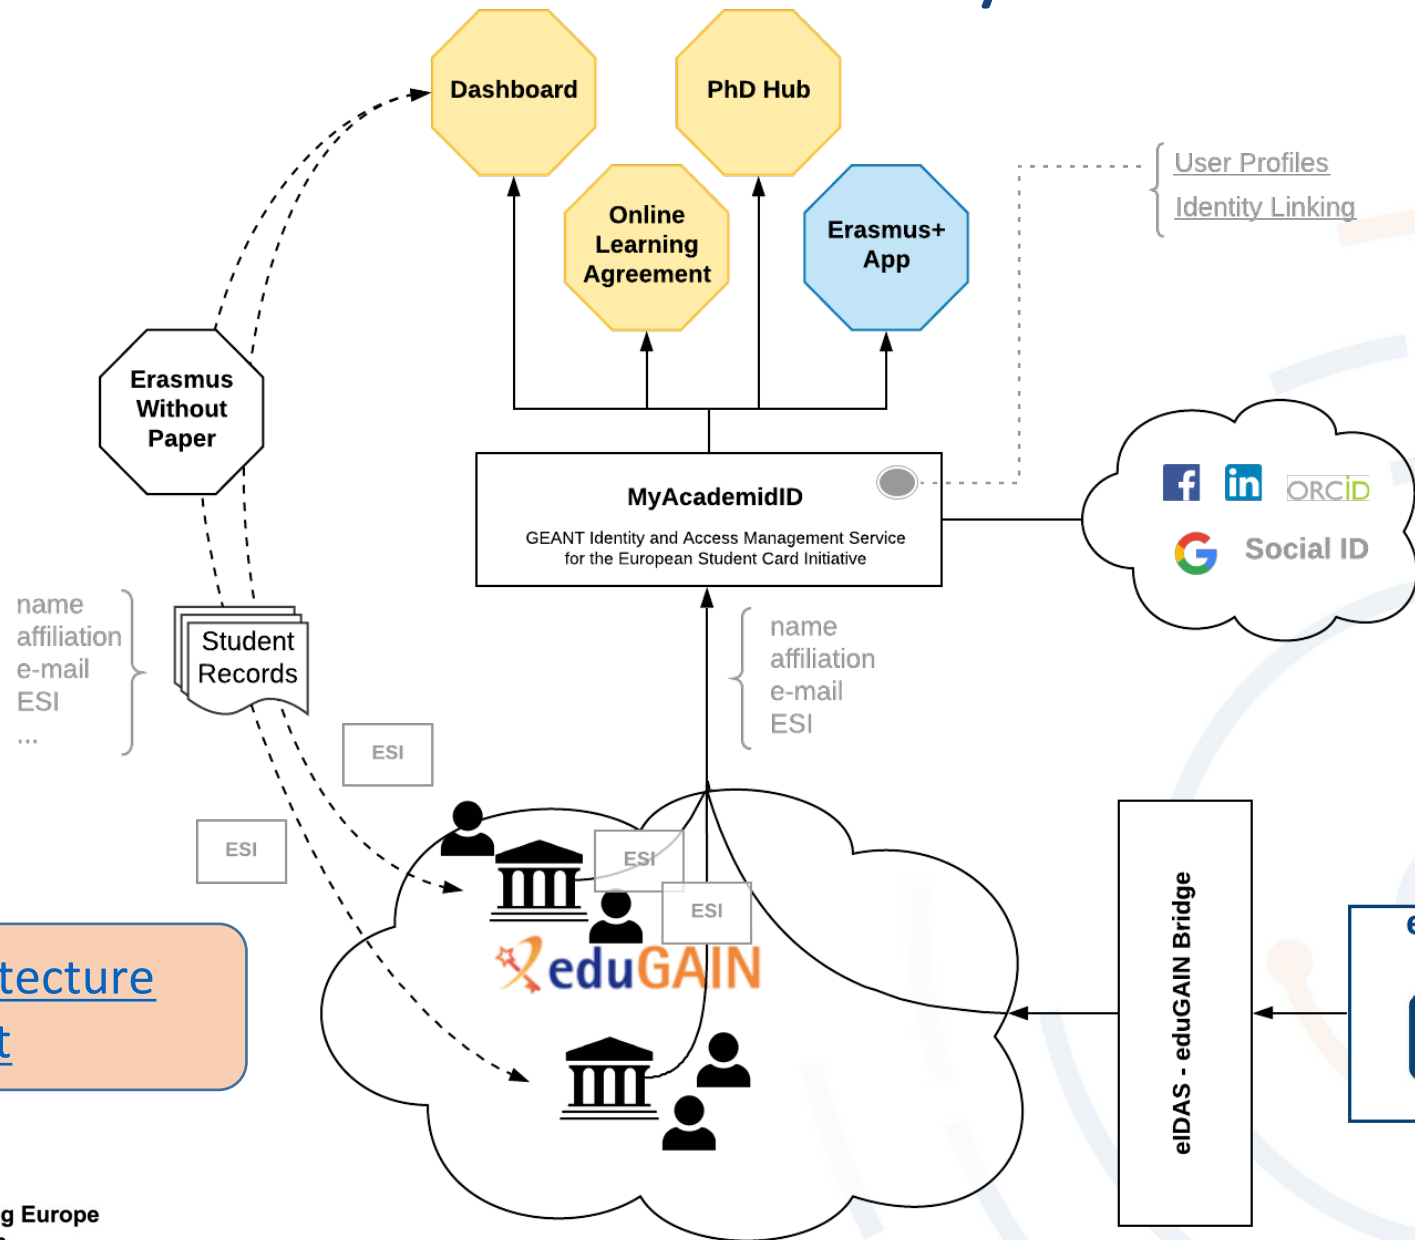 Dashboard
PhD Hub
Online
Learning
Agreement
Erasmus+
App
User Profiles
Identity Linking
Erasmus
Without
Paper
MyAcademidID
GEANT Identity and Access Management Service
for the European Student Card Initiative
in
ORCiD
Social ID
name
affiliation
e-mail
ESI
...
Student
Records
name
affiliation
e-mail
ESI
ESI
ESI
ESI
ESI
eduGAIN
eIDAS - eduGAIN Bridge
tecture
t
g Europe